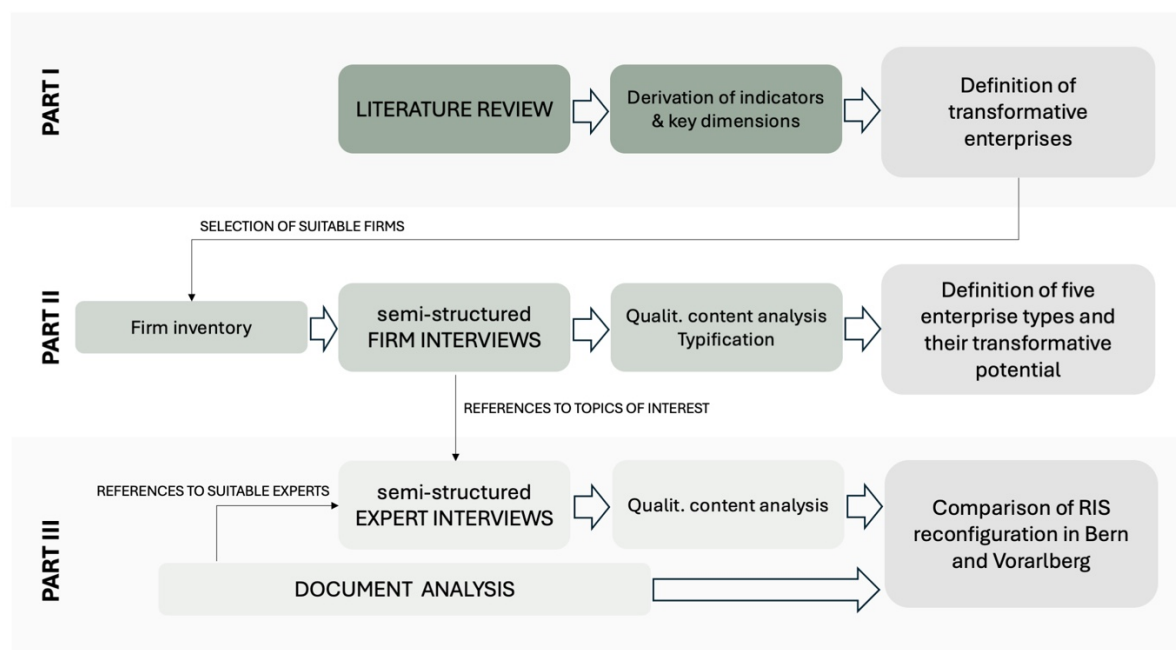 PART I
LITERATURE REVIEW
Derivation of indicators
& key dimensions
Definition of
transformative
enterprises
SELECTION OF SUITABLE FIRMS
PART II
Firm inventory
semi-structured
FIRM INTERVIEWS
Qualit. content analysis
Typification
Definition of five
enterprise types and
their transformative
potential
REFERENCES TO TOPICS OF INTEREST
PART III
REFERENCES TO SUITABLE EXPERTS
semi-structured
EXPERT INTERVIEWS
Qualit. content analysis
Comparison of RIS
reconfiguration in Bern
and Vorarlberg
DOCUMENT ANALYSIS